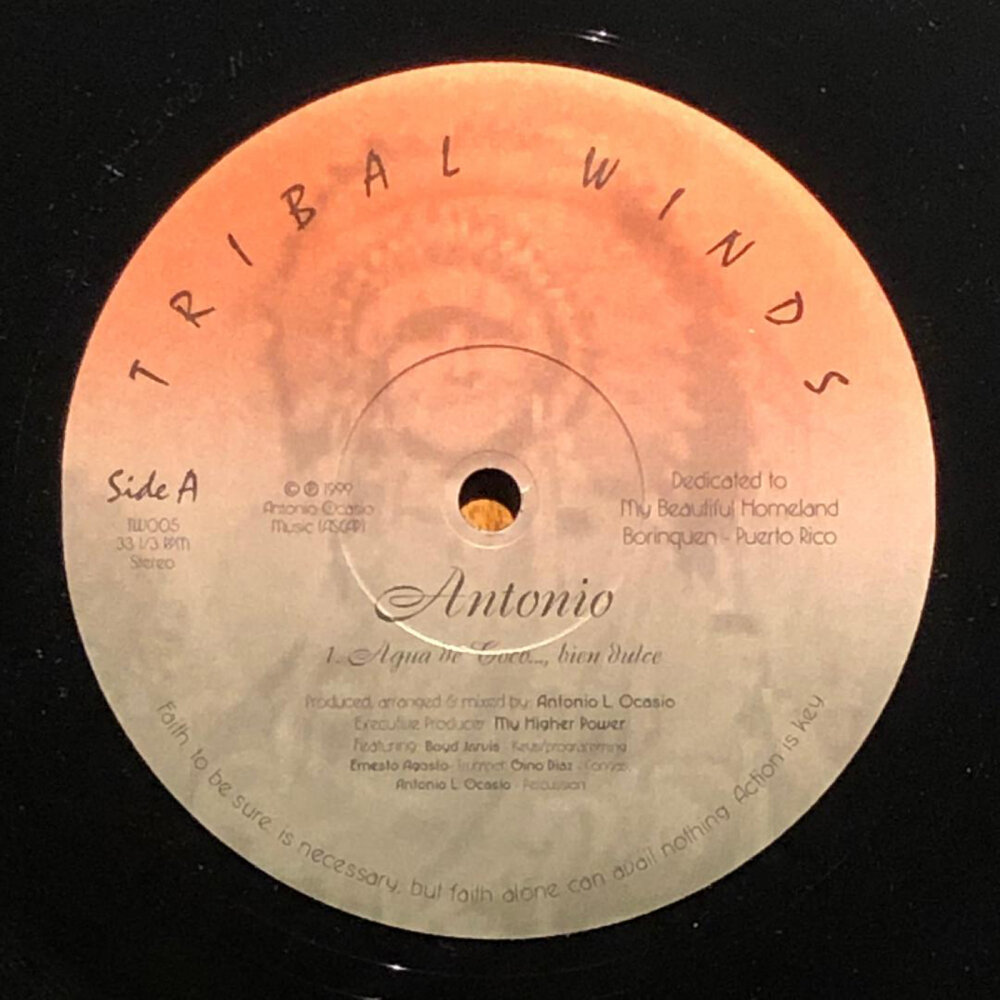 TRIBAL WINDS
Side A
TW005
33 1/3 RPM
Stereo
© ℗ 1999
Antonio Ocasio
Music (ASCAP)
Dedicated to
My Beautiful Homeland
Borinquen - Puerto Rico
Antonio
1. Agua de Coco..., bien dulce
Produced, arranged & mixed by: Antonio L. Ocasio
Executive Producer: My Higher Power
Featuring: Boyd Jarvis - Keys/programming
Ernesto Agosto - Trumpet, Gino Diaz - Congas,
Antonio L. Ocasio - Percussion
Faith to be sure, is necessary, but faith alone can avail nothing. Action is key